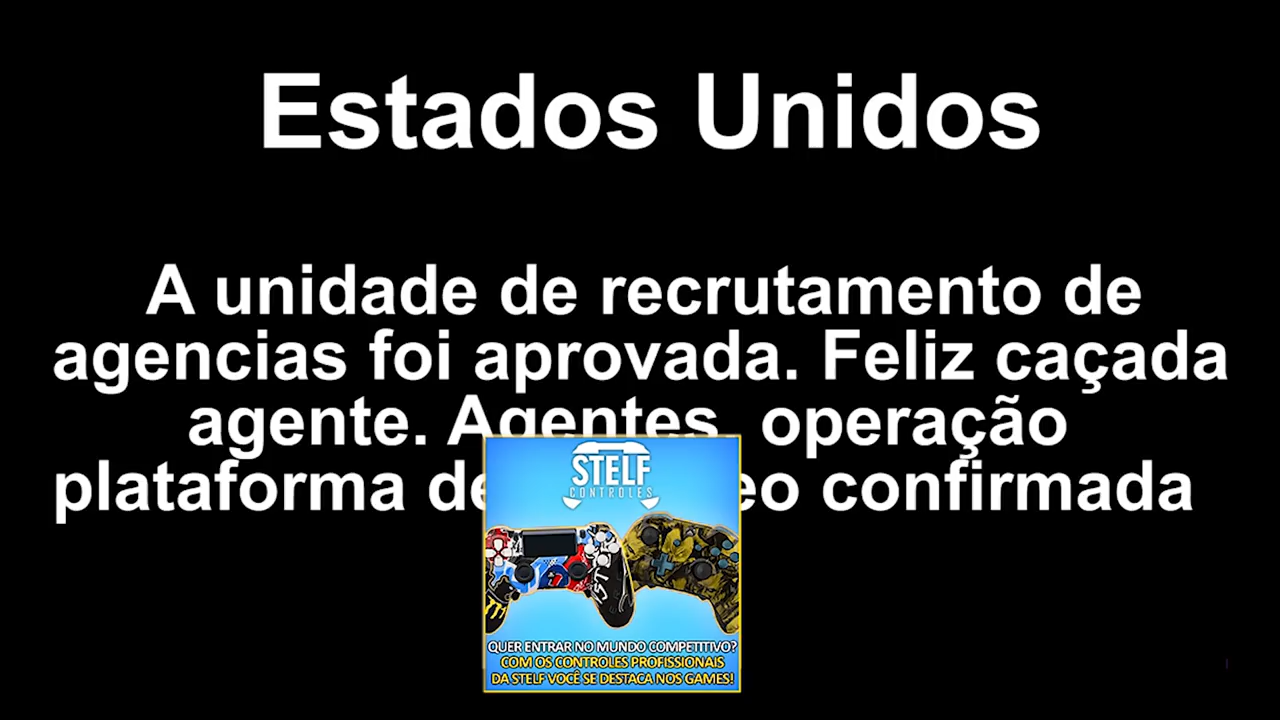 Estados Unidos
A unidade de recrutamento de
agencias foi aprovada. Feliz caçada
agente. Agentes, operação
plataforma de eo confirmada
STELF
CONTROLES
QUER ENTRAR NO MUNDO COMPETITIVO?
COM OS CONTROLES PROFISSIONAIS
DA STELF VOCÊ SE DESTACA NOS GAMES!